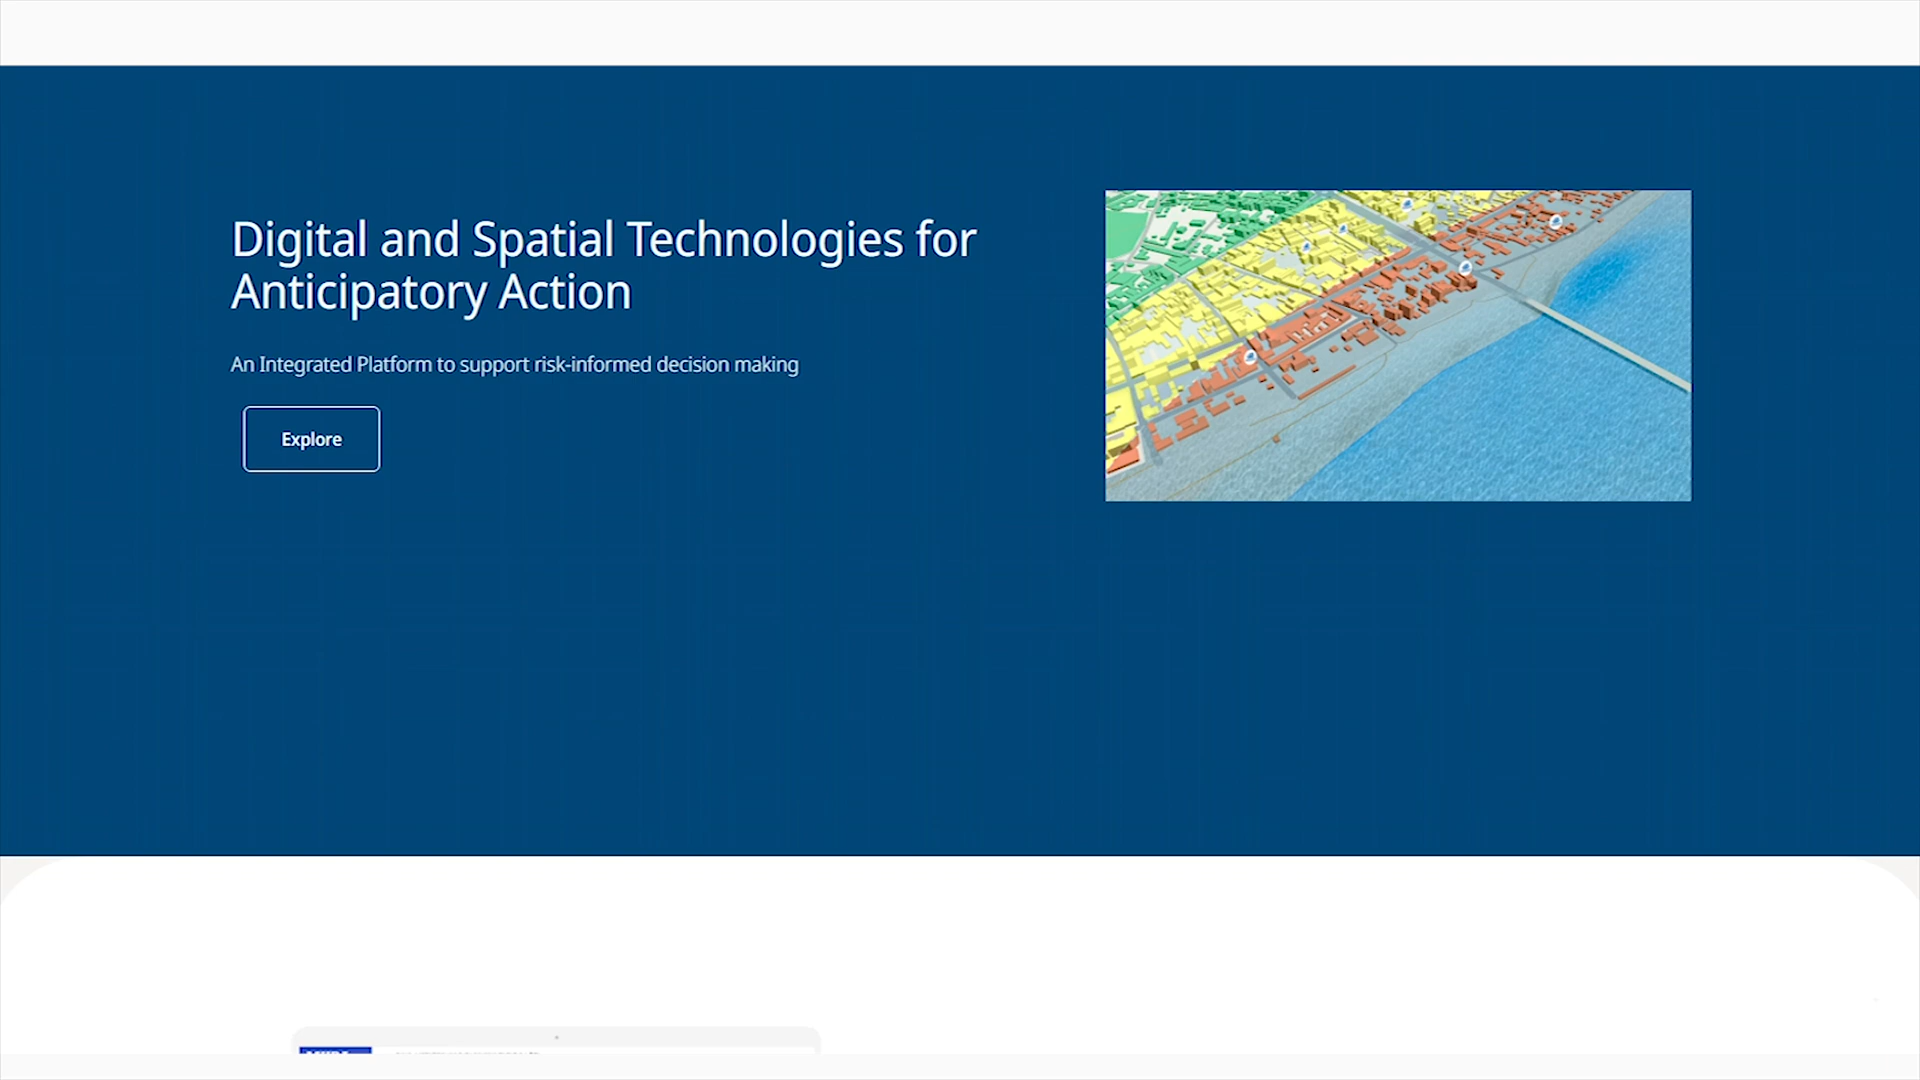 Digital and Spatial Technologies for
Anticipatory Action
An Integrated Platform to support risk-informed decision making
Explore